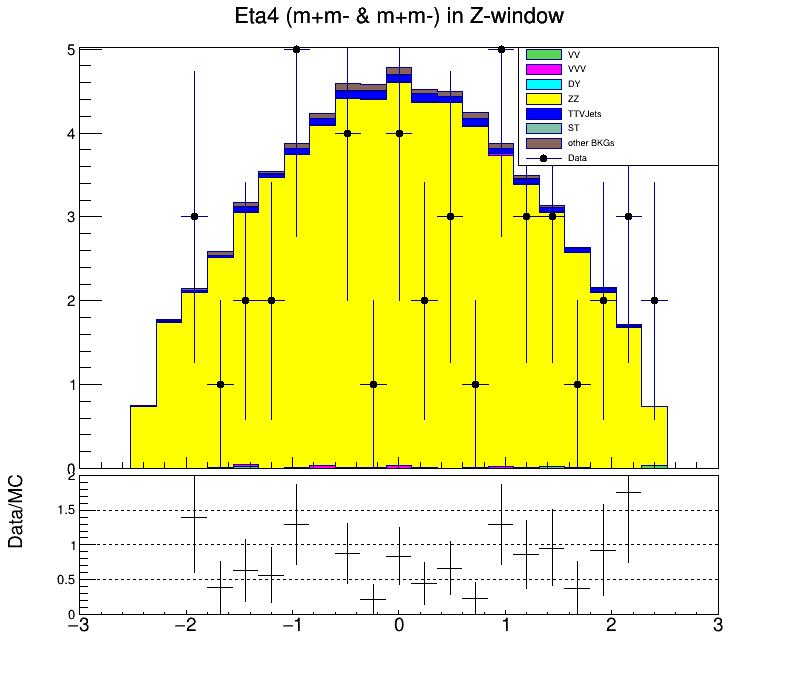 Eta4 (m+m- & m+m-) in Z-window
5
4
3
2
1
0
VV
VVV
DY
ZZ
TTVJets
ST
other BKGs
Data
Data/MC
2
1.5
1
0.5
0
−3 −2 −1 0 1 2 3